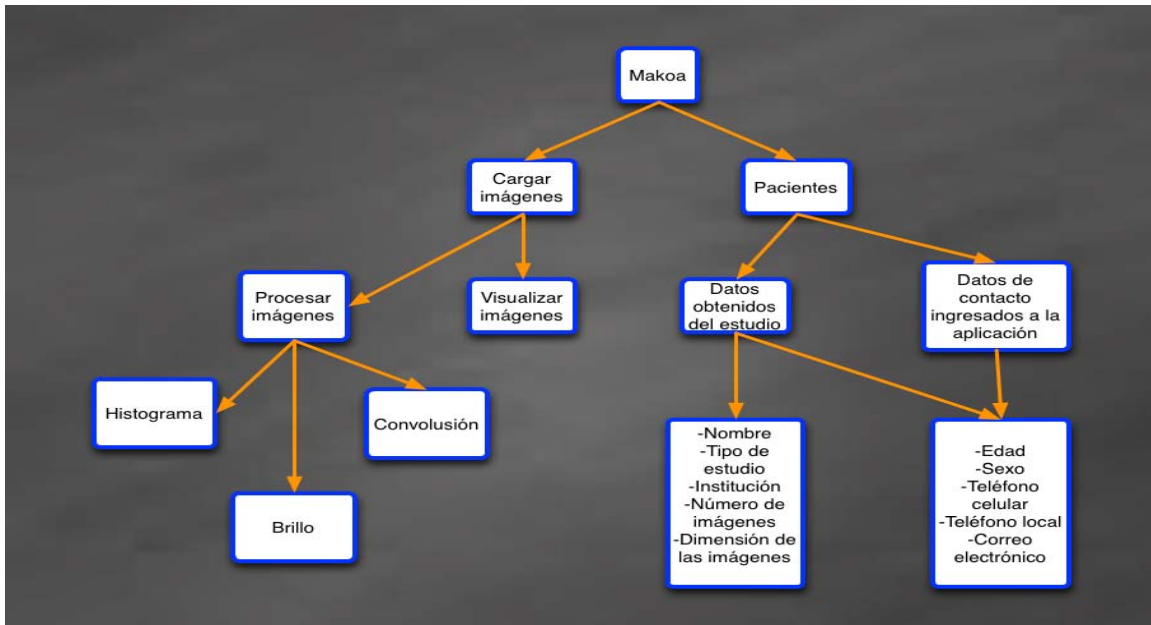 Makoa
Cargar
imágenes
Pacientes
Procesar
imágenes
Visualizar
imágenes
Datos
obtenidos
del estudio
Datos de
contacto
ingresados a la
aplicación
Histograma
Brillo
Convolusión
-Nombre
-Tipo de
estudio
-Institución
-Número de
imágenes
-Dimensión de
las imágenes
-Edad
-Sexo
-Teléfono
celular
-Teléfono local
-Correo
electrónico